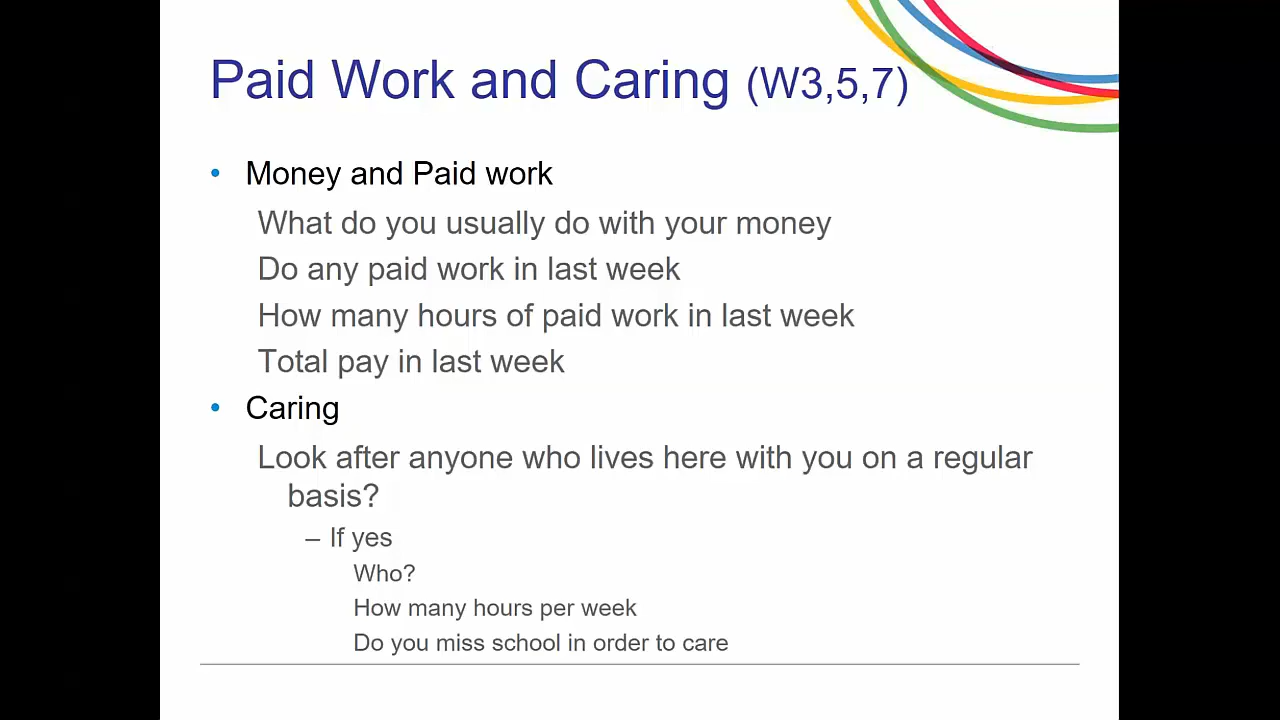 Paid Work and Caring (W3,5,7)
• Money and Paid work
What do you usually do with your money
Do any paid work in last week
How many hours of paid work in last week
Total pay in last week
• Caring
Look after anyone who lives here with you on a regular
basis?
– If yes
Who?
How many hours per week
Do you miss school in order to care